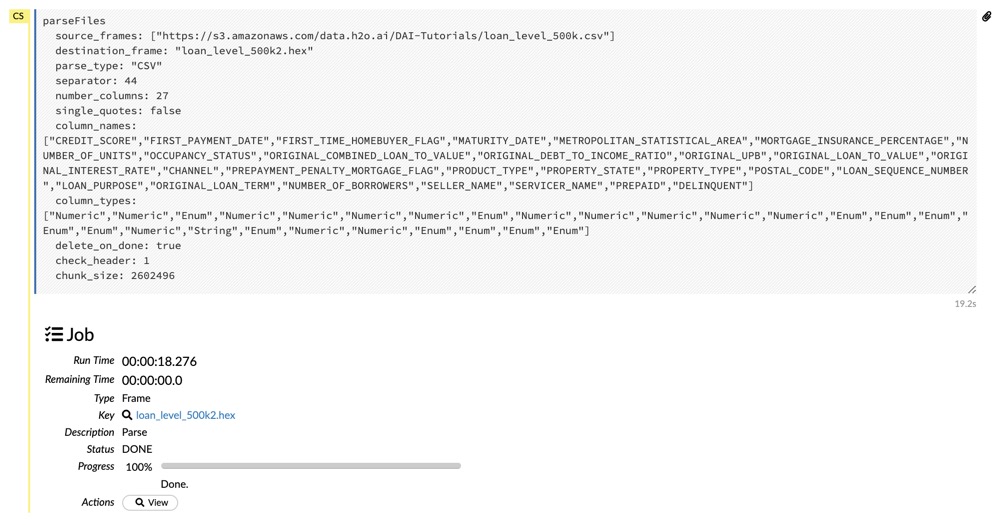 CS
parseFiles
source_frames: ["https://s3.amazonaws.com/data.h2o.ai/DAI-Tutorials/loan_level_500k.csv"]
destination_frame: "loan_level_500k2.hex"
parse_type: "CSV"
separator: 44
number_columns: 27
single_quotes: false
column_names:
["CREDIT_SCORE","FIRST_PAYMENT_DATE","FIRST_TIME_HOMEBUYER_FLAG","MATURITY_DATE","METROPOLITAN_STATISTICAL_AREA","MORTGAGE_INSURANCE_PERCENTAGE","N
UMBER_OF_UNITS","OCCUPANCY_STATUS","ORIGINAL_COMBINED_LOAN_TO_VALUE","ORIGINAL_DEBT_TO_INCOME_RATIO","ORIGINAL_UPB","ORIGINAL_LOAN_TO_VALUE","ORIGI
NAL_INTEREST_RATE","CHANNEL","PREPAYMENT_PENALTY_MORTGAGE_FLAG","PRODUCT_TYPE","PROPERTY_STATE","PROPERTY_TYPE","POSTAL_CODE","LOAN_SEQUENCE_NUMBER
","LOAN_PURPOSE","ORIGINAL_LOAN_TERM","NUMBER_OF_BORROWERS","SELLER_NAME","SERVICER_NAME","PREPAID","DELINQUENT"]
column_types:
["Numeric","Numeric","Enum","Numeric","Numeric","Numeric","Numeric","Enum","Numeric","Numeric","Numeric","Numeric","Numeric","Enum","Enum","Enum","
Enum","Enum","Numeric","String","Enum","Numeric","Numeric","Enum","Enum","Enum","Enum"]
delete_on_done: true
check_header: 1
chunk_size: 2602496
19.2s
Job
Run Time 00:00:18.276
Remaining Time 00:00:00.0
Type Frame
Key loan_level_500k2.hex
Description Parse
Status DONE
Progress 100%
Done.
Actions View